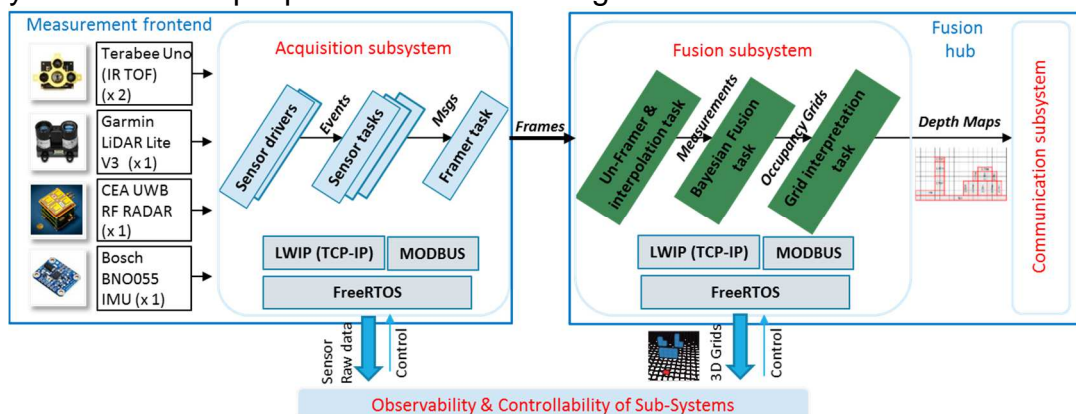 Measurement frontend
Terabee Uno
(IR TOF)
(x 2)
Garmin
LiDAR Lite
V3 (x 1)
CEA UWB
RF RADAR
(x 1)
Bosch
BNO055
IMU (x 1)
Acquisition subsystem
Sensor drivers
Events
Sensor tasks
Msgs
Framer task
LWIP (TCP-IP)
MODBUS
FreeRTOS
Frames
Fusion subsystem
Un-Framer &
interpolation task
Measurements
Bayesian Fusion
task
Occupancy Grids
Grid interpretation
task
LWIP (TCP-IP)
MODBUS
FreeRTOS
Fusion
hub
Depth Maps
Communication subsystem
Sensor
Raw data
Control
3D Grids
Control
Observability & Controllability of Sub-Systems